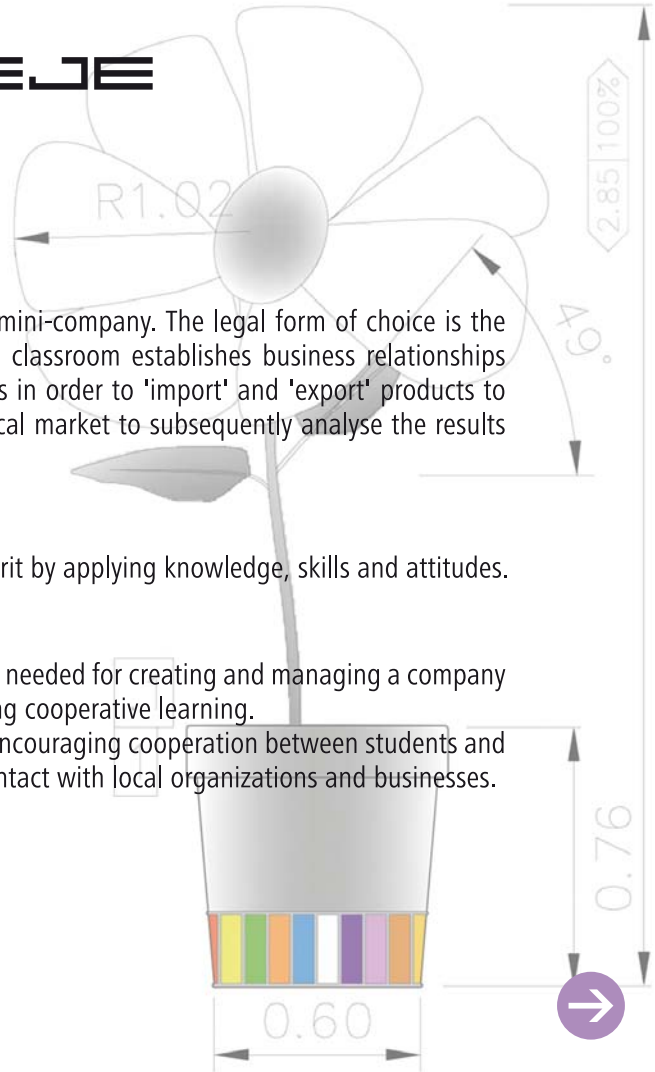 EJE
2.85 100%
R1.02
49°
mini-company. The legal form of choice is the
classroom establishes business relationships
s in order to 'import' and 'export' products to
cal market to subsequently analyse the results
rit by applying knowledge, skills and attitudes.
needed for creating and managing a company
ng cooperative learning.
ncouraging cooperation between students and
ntact with local organizations and businesses.
0.76
0.60